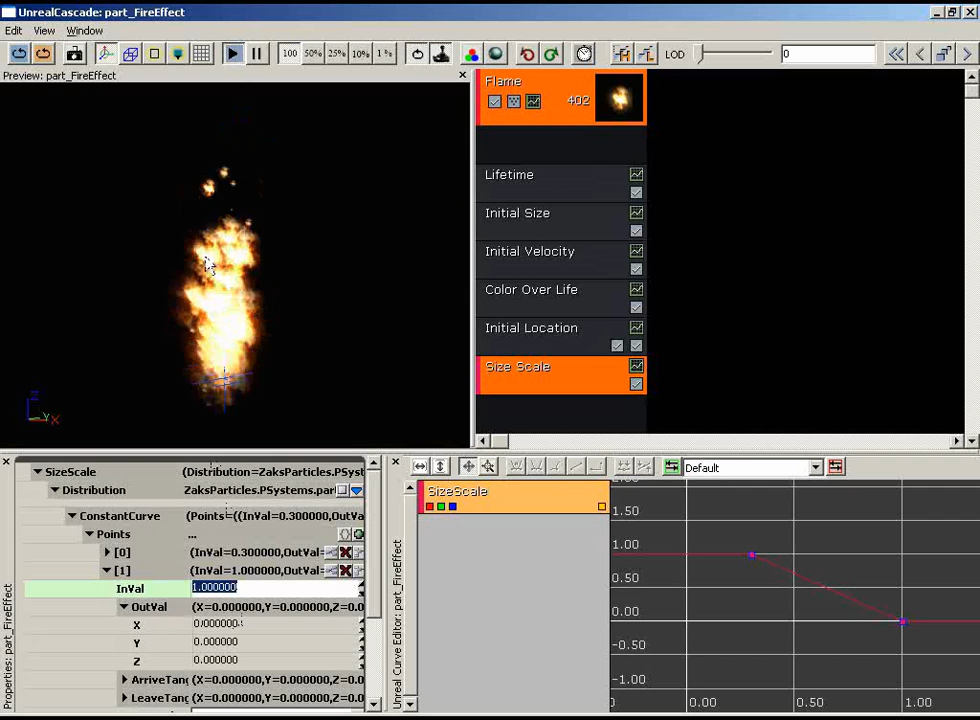 UnrealCascade: part_FireEffect
Edit View Window
100 50% 25% 10% 1% LOD 0
Preview: part_FireEffect
Flame
402
Lifetime
Initial Size
Initial Velocity
Color Over Life
Initial Location
Size Scale
Z
Y X
SizeScale (Distribution=ZaksParticles.PSyst
Distribution ZaksParticles.PSystems.par
ConstantCurve (Points=((InVal=0.300000,OutVa
Points ...
[0] (InVal=0.300000,OutVal=
[1] (InVal=1.000000,OutVal=
InVal 1.000000
OutVal (X=0.000000,Y=0.000000,Z=0.0
X 0.000000
Y 0.000000
Z 0.000000
ArriveTang (X=0.000000,Y=0.000000,Z=0.0
LeaveTang (X=0.000000,Y=0.000000,Z=0.0
Properties: part_FireEffect
Unreal Curve Editor: part_FireEffect
Default
SizeScale
2.00
1.50
1.00
0.50
0.00
-0.50
-1.00
0.00 0.50 1.00